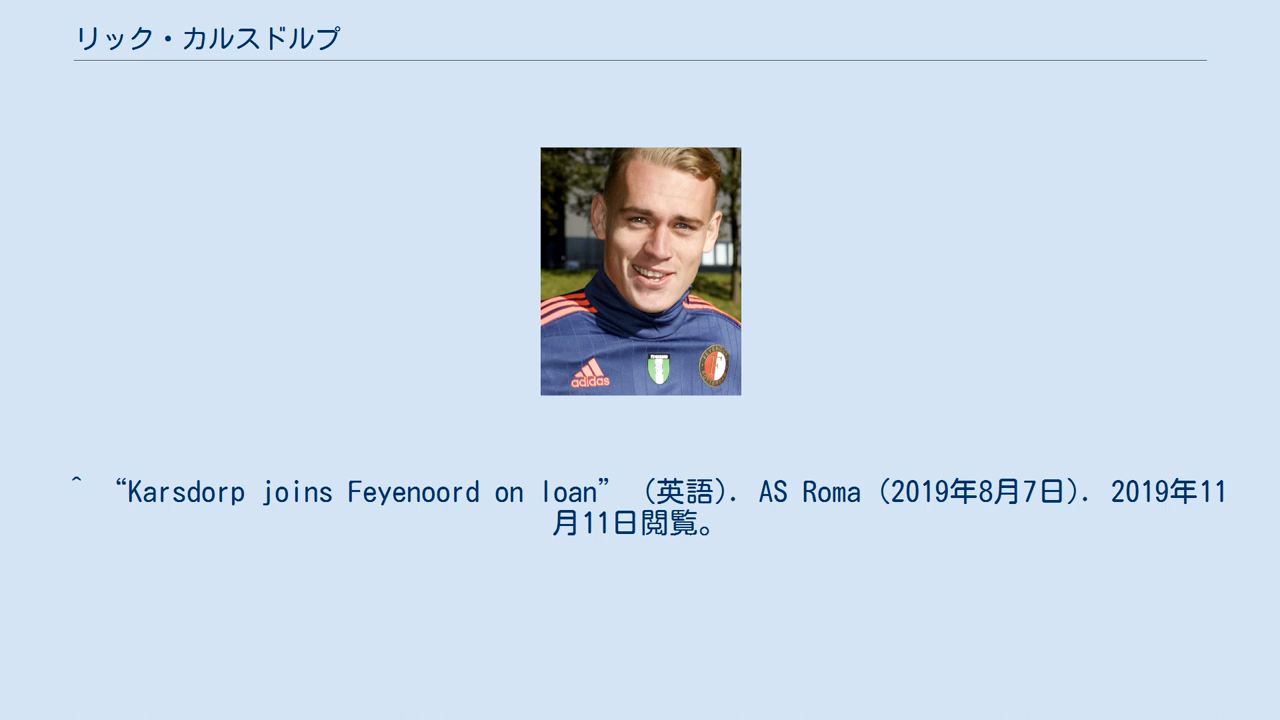 リック・カルスドルプ
adidas
^ “Karsdorp joins Feyenoord on loan” (英語). AS Roma (2019年8月7日). 2019年11
月11日閲覧。